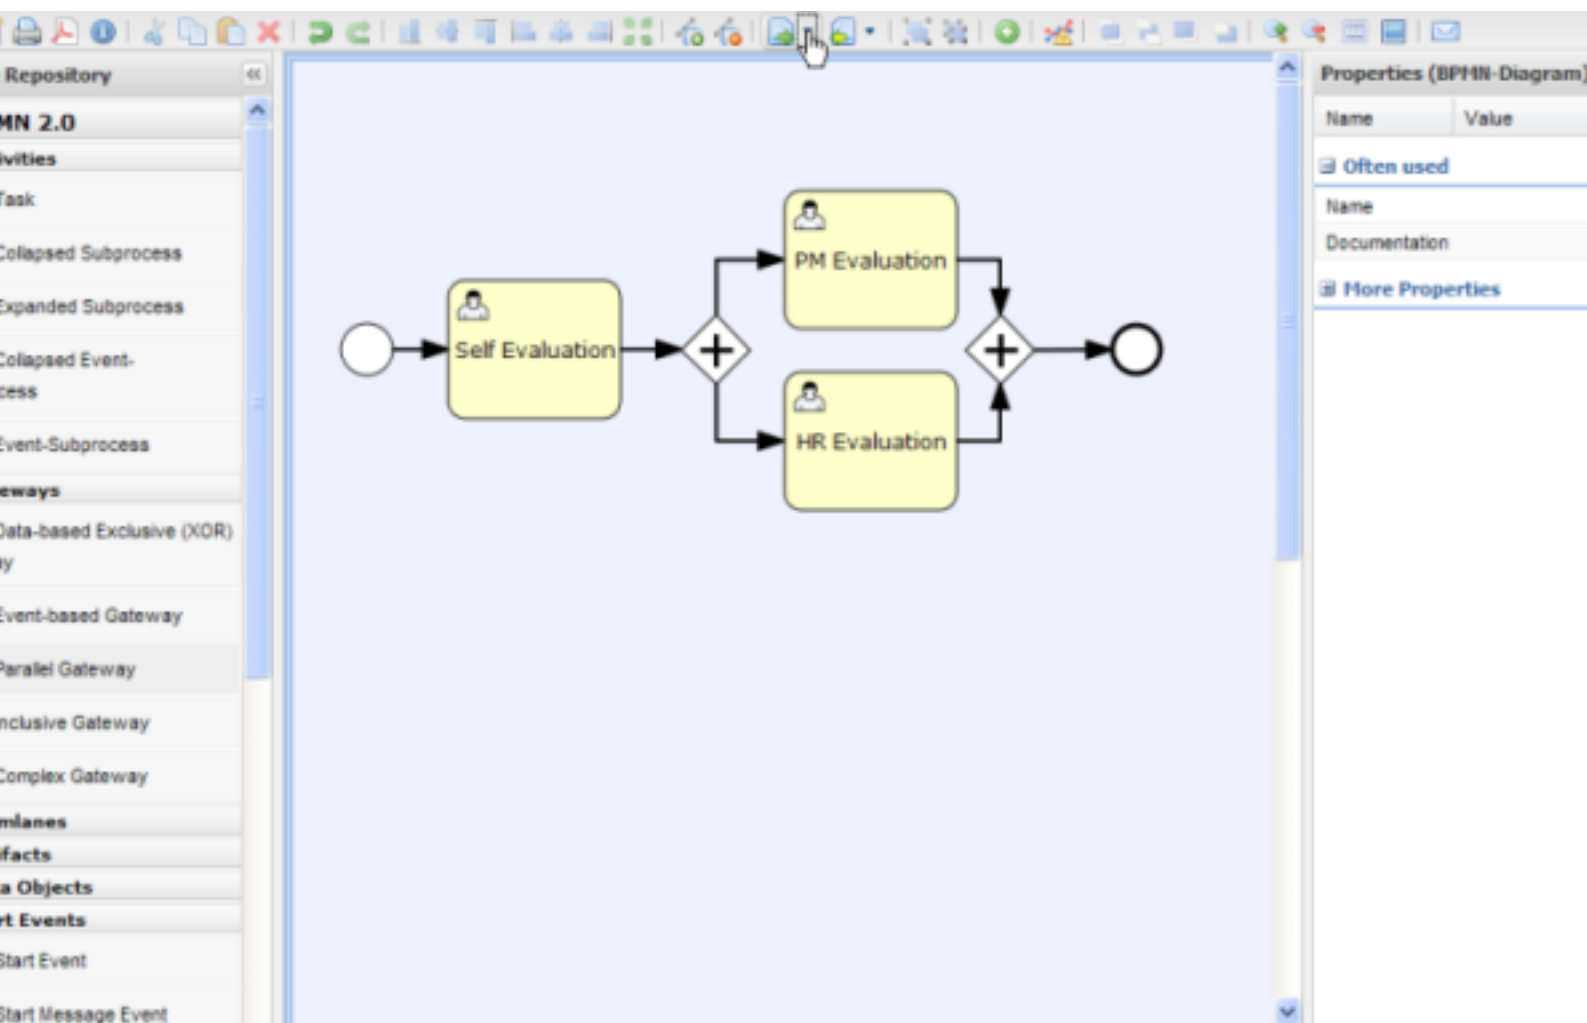 Repository
MN 2.0
ivities
Task
Collapsed Subprocess
Expanded Subprocess
Collapsed Event-
cess
Event-Subprocess
eways
Data-based Exclusive (XOR)
ay
Event-based Gateway
Parallel Gateway
nclusive Gateway
Complex Gateway
mlanes
ifacts
a Objects
rt Events
Start Event
Start Message Event
Self Evaluation
PM Evaluation
HR Evaluation
Properties (BPMN-Diagram)
Name Value
Often used
Name
Documentation
More Properties